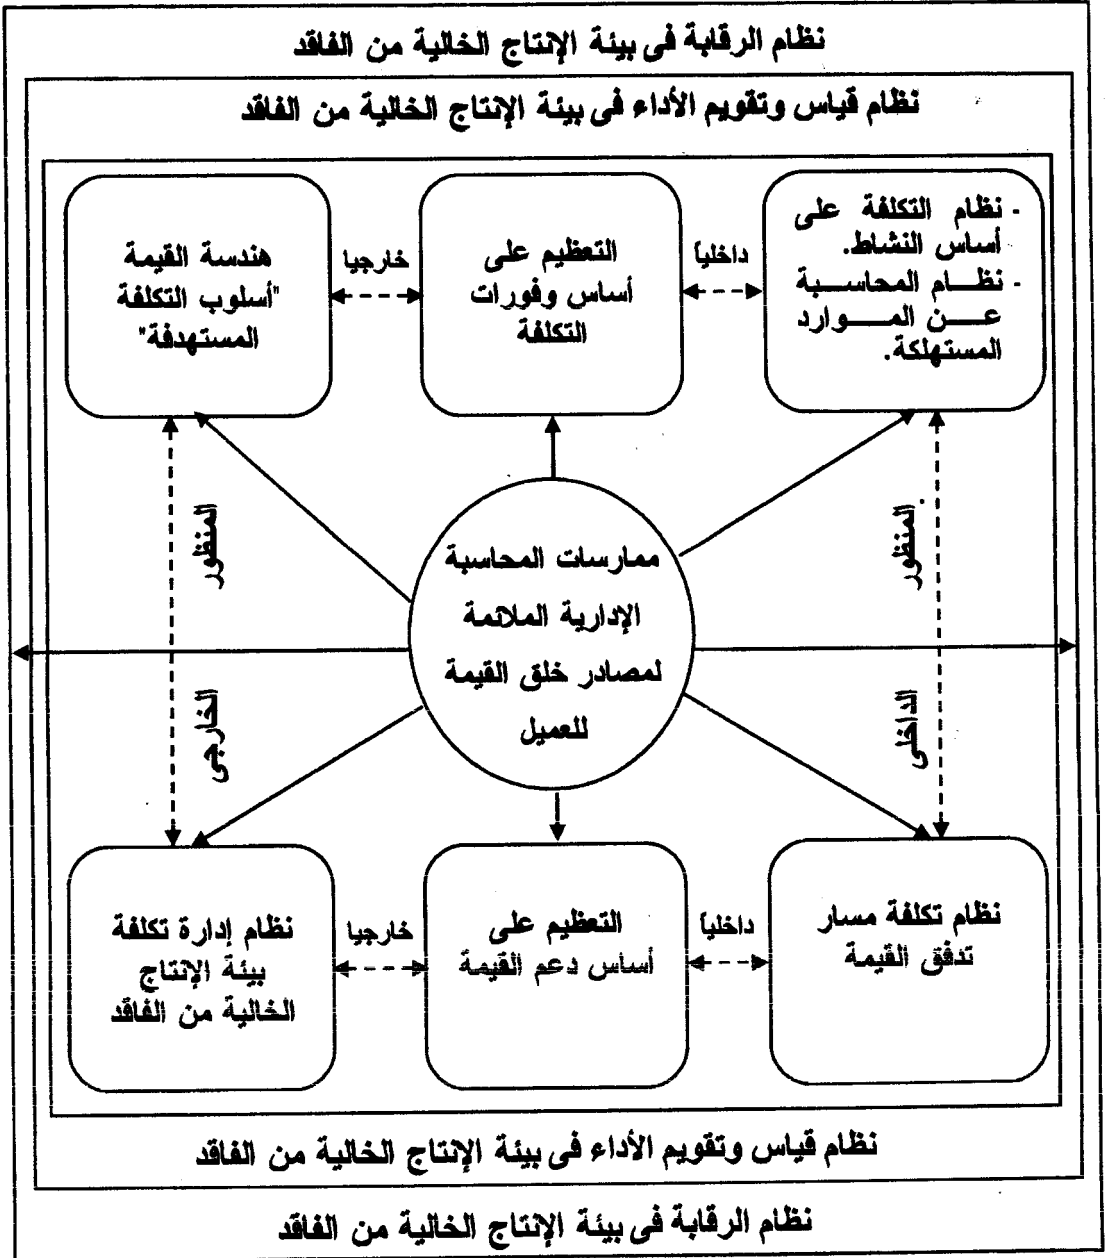 نظام الرقابة فى بيئة الإنتاج الخالية من الفاقد
نظام قياس وتقويم الأداء فى بيئة الإنتاج الخالية من الفاقد
- نظام التكلفة على
أساس النشاط.
- نظــام المحاســبة
عــن المــوارد
المستهلكة.
داخلياً
التعظيم على
أساس وفورات
التكلفة
خارجيا
هندسة القيمة
"أسلوب التكلفة
المستهدفة"
المنظور
الداخلى
ممارسات المحاسبة
الإدارية الملائمة
لمصادر خلق القيمة
للعميل
المنظور
الخارجى
نظام تكلفة مسار
تدفق القيمة
داخلياً
التعظيم على
أساس دعم القيمة
خارجيا
نظام إدارة تكلفة
بيئة الإنتاج
الخالية من الفاقد
نظام قياس وتقويم الأداء فى بيئة الإنتاج الخالية من الفاقد
نظام الرقابة فى بيئة الإنتاج الخالية من الفاقد